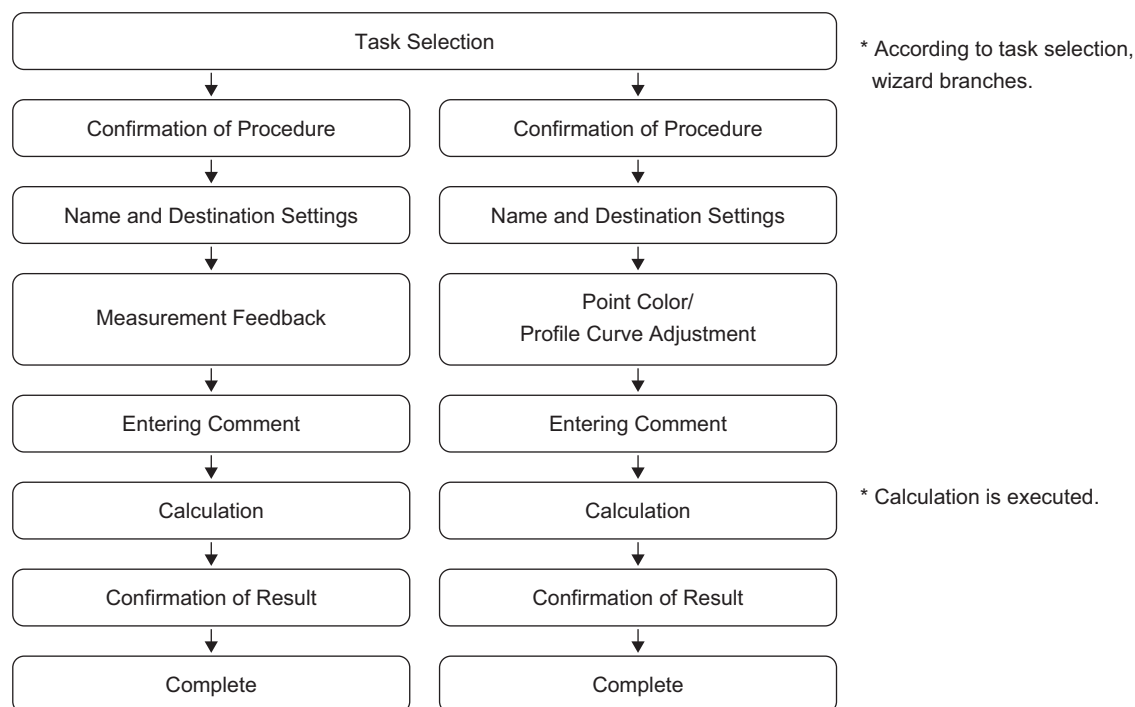 Task Selection
* According to task selection,
wizard branches.
Confirmation of Procedure
Confirmation of Procedure
Name and Destination Settings
Name and Destination Settings
Measurement Feedback
Point Color/
Profile Curve Adjustment
Entering Comment
Entering Comment
Calculation
Calculation
* Calculation is executed.
Confirmation of Result
Confirmation of Result
Complete
Complete